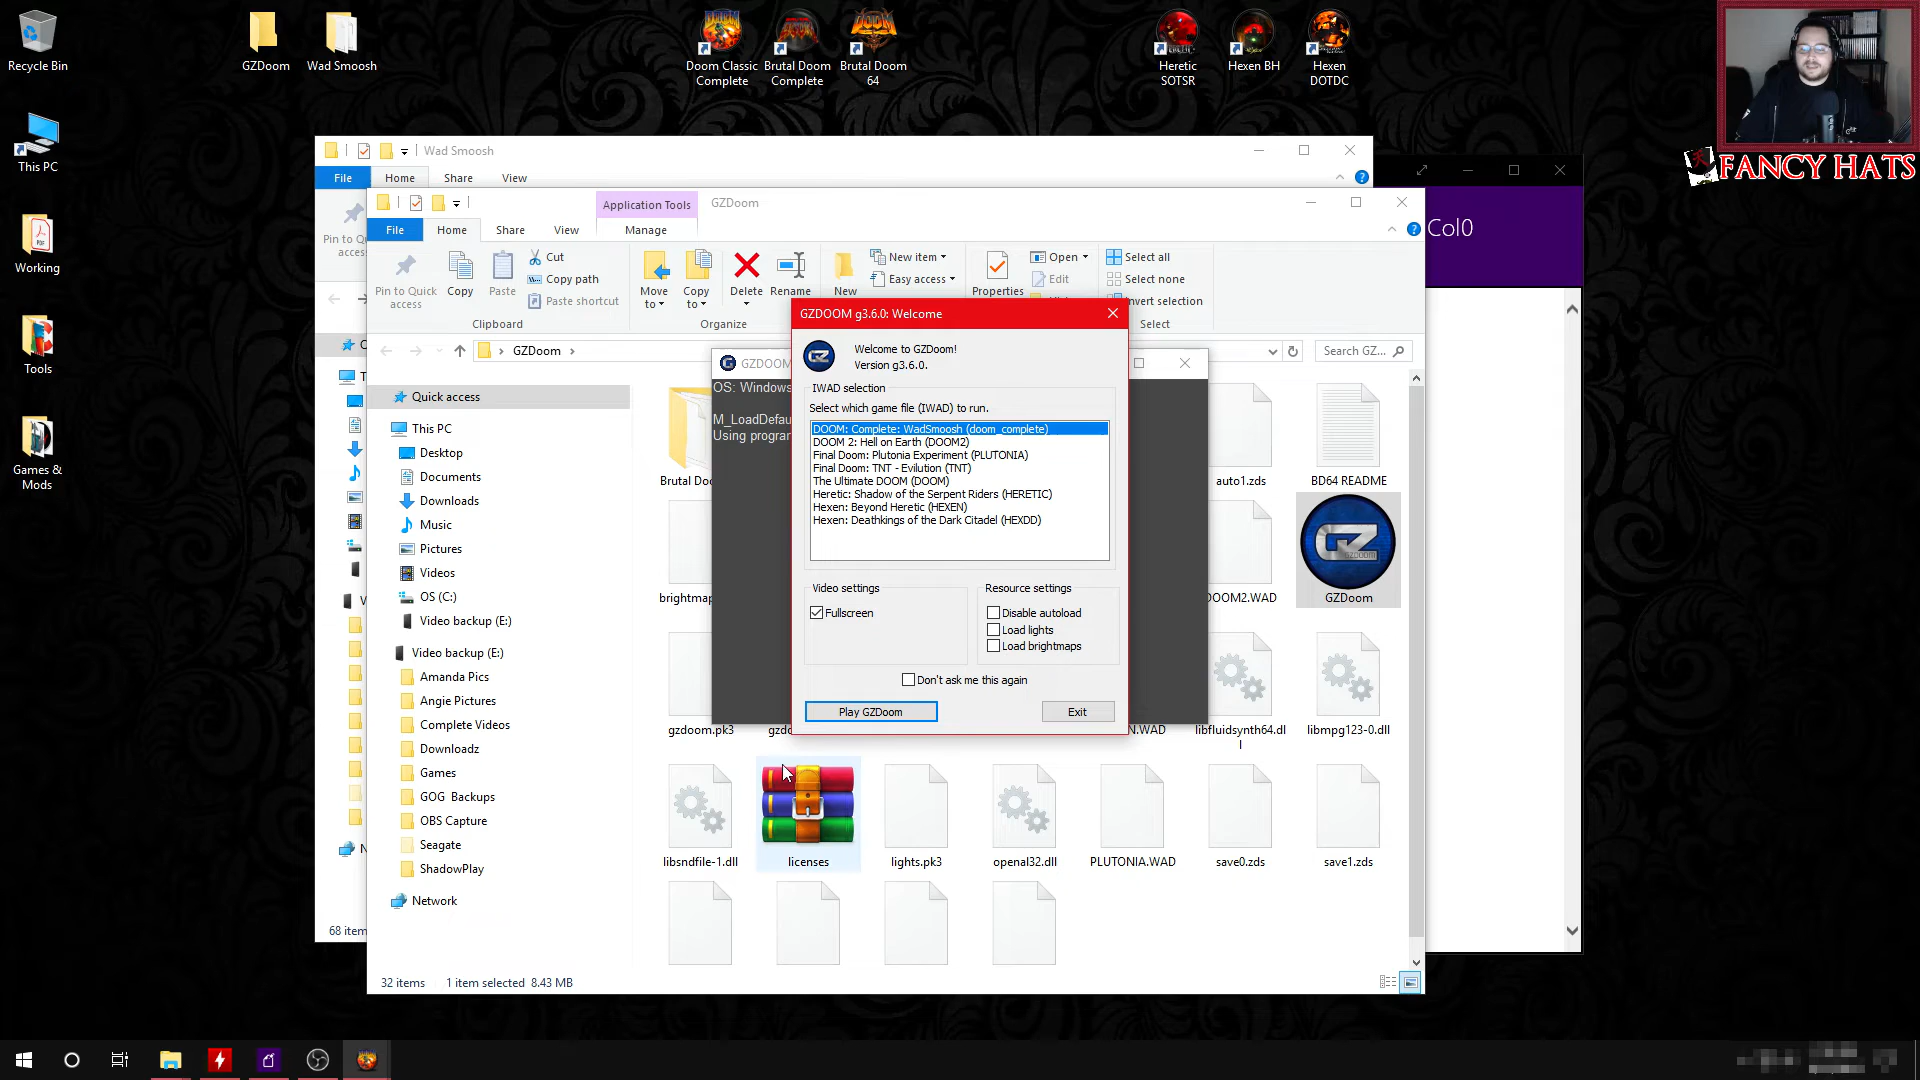 Recycle Bin
GZDoom
Wad Smoosh
Doom Classic
Complete
Brutal Doom
Complete
Brutal Doom
64
Heretic
SOTSR
Hexen BH
Hexen
DOTDC
FANCY HATS
This PC
Working
PDF
Tools
Games &
Mods
Wad Smoosh
File
Home
Share
View
Application Tools
GZDoom
File
Home
Share
View
Manage
Col0
Pin to Quick
access
Copy
Paste
Cut
Copy path
Paste shortcut
Clipboard
Move
to
Copy
to
Delete
Rename
Organize
New
New item
Easy access
Properties
Open
Edit
Select all
Select none
Invert selection
Select
GZDoom
Search GZ...
Quick access
This PC
Desktop
Documents
Downloads
Music
Pictures
Videos
OS (C:)
Video backup (E:)
Video backup (E:)
Amanda Pics
Angie Pictures
Complete Videos
Downloadz
Games
GOG Backups
OBS Capture
Seagate
ShadowPlay
Network
68 item
32 items
1 item selected 8.43 MB
GZDOOM
OS: Windows
M_LoadDefau
Using progran
GZDOOM g3.6.0: Welcome
GZ
Welcome to GZDoom!
Version g3.6.0.
IWAD selection
Select which game file (IWAD) to run.
DOOM: Complete: WadSmoosh (doom_complete)
DOOM 2: Hell on Earth (DOOM2)
Final Doom: Plutonia Experiment (PLUTONIA)
Final Doom: TNT - Evilution (TNT)
The Ultimate DOOM (DOOM)
Heretic: Shadow of the Serpent Riders (HERETIC)
Hexen: Beyond Heretic (HEXEN)
Hexen: Deathkings of the Dark Citadel (HEXDD)
Video settings
Fullscreen
Resource settings
Disable autoload
Load lights
Load brightmaps
Don't ask me this again
Play GZDoom
Exit
Brutal Doo
auto1.zds
BD64 README
brightmap
DOOM2.WAD
GZDoom
gzdoom.pk3
gzdo
N.WAD
libfluidsynth64.dl
l
libmpg123-0.dll
libsndfile-1.dll
licenses
lights.pk3
openal32.dll
PLUTONIA.WAD
save0.zds
save1.zds